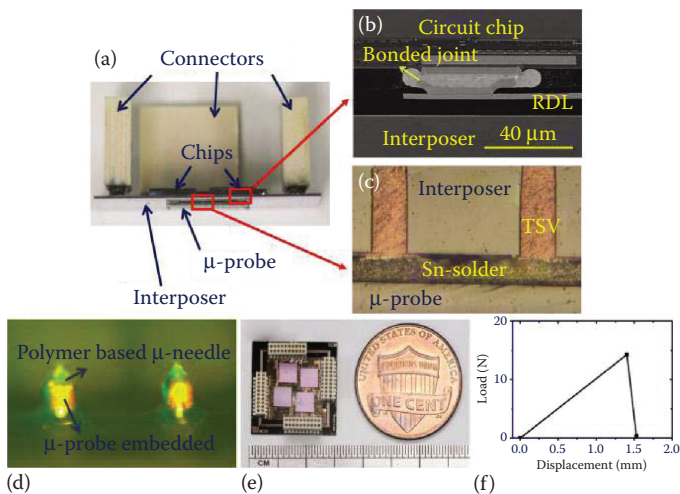 (a)
Connectors
Chips
μ-probe
Interposer
(b)
Circuit chip
Bonded joint
RDL
Interposer
40 μm
(c)
Interposer
TSV
Sn-solder
μ-probe
Polymer based μ-needle
μ-probe embedded
(d)
UNITED STATES OF AMERICA
ONE CENT
CM
(e)
20
10
0
Load (N)
0.0
0.5
1.0
1.5
2.0
Displacement (mm)
(f)